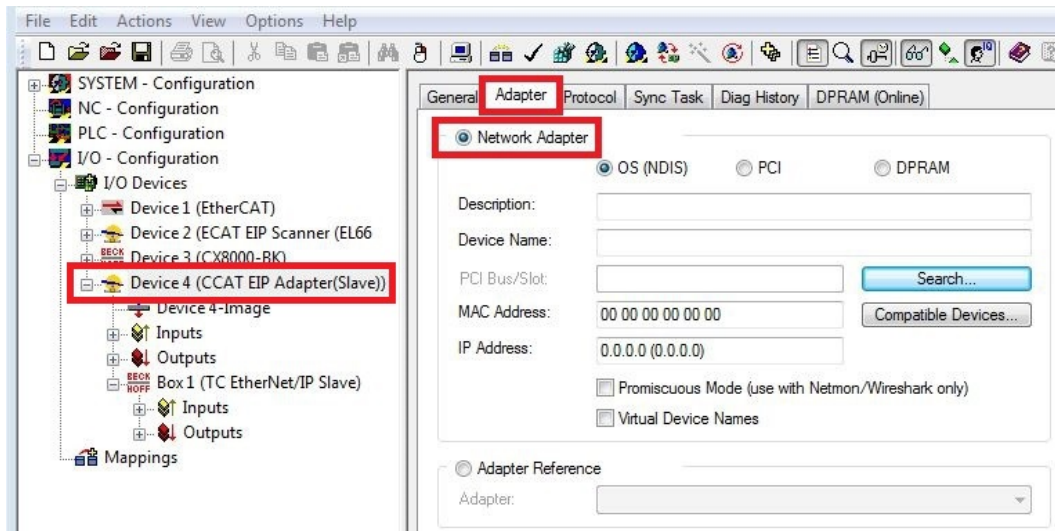 File Edit Actions View Options Help
SYSTEM - Configuration
NC - Configuration
PLC - Configuration
I/O - Configuration
I/O Devices
Device 1 (EtherCAT)
Device 2 (ECAT EIP Scanner (EL66
BECK
HOFF
Device 3 (CX8000-BK)
Device 4 (CCAT EIP Adapter(Slave))
Device 4-Image
Inputs
Outputs
BECK
HOFF
Box 1 (TC EtherNet/IP Slave)
Inputs
Outputs
Mappings
General Adapter Protocol Sync Task Diag History DPRAM (Online)
Network Adapter
OS (NDIS) PCI DPRAM
Description:
Device Name:
PCI Bus/Slot: Search...
MAC Address: 00 00 00 00 00 00 Compatible Devices...
IP Address: 0.0.0.0 (0.0.0.0)
Promiscuous Mode (use with Netmon/Wireshark only)
Virtual Device Names
Adapter Reference
Adapter: